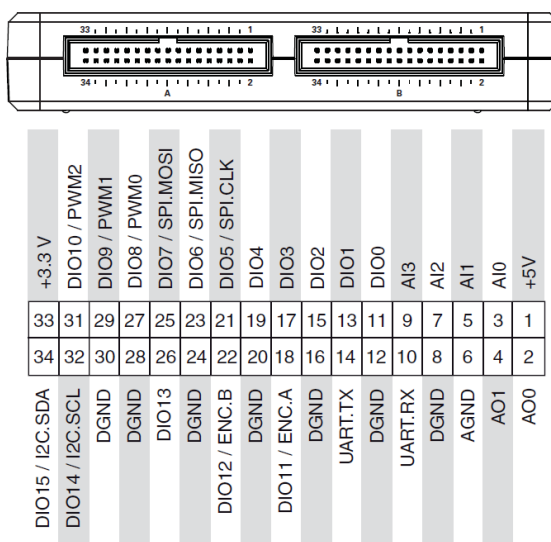 33 1 33 1
34 2 34 2
A B
+3.3 V
DIO10 / PWM2
DIO9 / PWM1
DIO8 / PWM0
DIO7 / SPI.MOSI
DIO6 / SPI.MISO
DIO5 / SPI.CLK
DIO4
DIO3
DIO2
DIO1
DIO0
AI3
AI2
AI1
AI0
+5V
33 31 29 27 25 23 21 19 17 15 13 11 9 7 5 3 1
34 32 30 28 26 24 22 20 18 16 14 12 10 8 6 4 2
DIO15 / I2C.SDA
DIO14 / I2C.SCL
DGND
DGND
DIO13
DGND
DIO12 / ENC.B
DGND
DIO11 / ENC.A
DGND
UART.TX
DGND
UART.RX
DGND
AGND
AO1
AO0